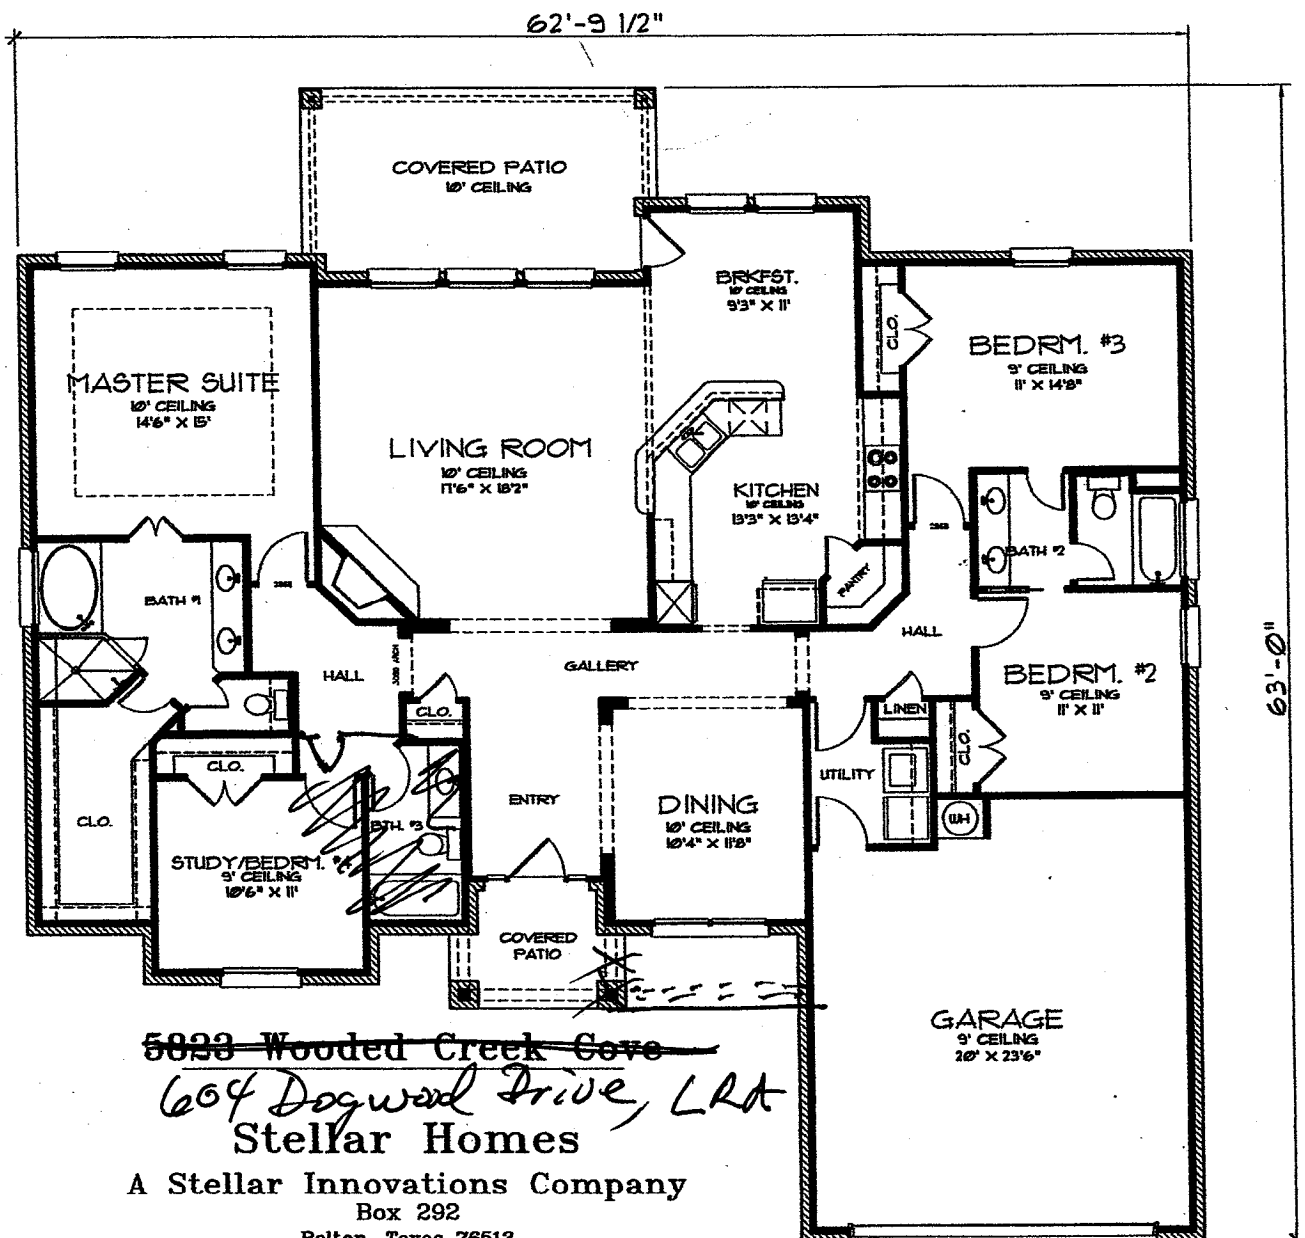 62'-9 1/2"
COVERED PATIO
10' CEILING
BRKFST.
10' CEILING
9'3" X 11'
CLO.
BEDRM. #3
9' CEILING
11' X 14'8"
MASTER SUITE
10' CEILING
14'6" X 15'
LIVING ROOM
10' CEILING
17'6" X 18'2"
KITCHEN
10' CEILING
13'3" X 13'4"
BATH #2
PANTRY
BATH #1
HALL
GALLERY
HALL
BEDRM. #2
9' CEILING
11' X 11'
63'-0"
CLO.
LINEN
CLO.
CLO.
UTILITY
ENTRY
DINING
10' CEILING
10'4" X 11'8"
WH
CLO.
BTH. #3
STUDY/BEDRM. #4
9' CEILING
10'6" X 11'
COVERED
PATIO
GARAGE
9' CEILING
20' X 23'6"
5823 Wooded Creek Cove
604 Dogwood Drive, LRA
Stellar Homes
A Stellar Innovations Company
Box 292
Texas 76513